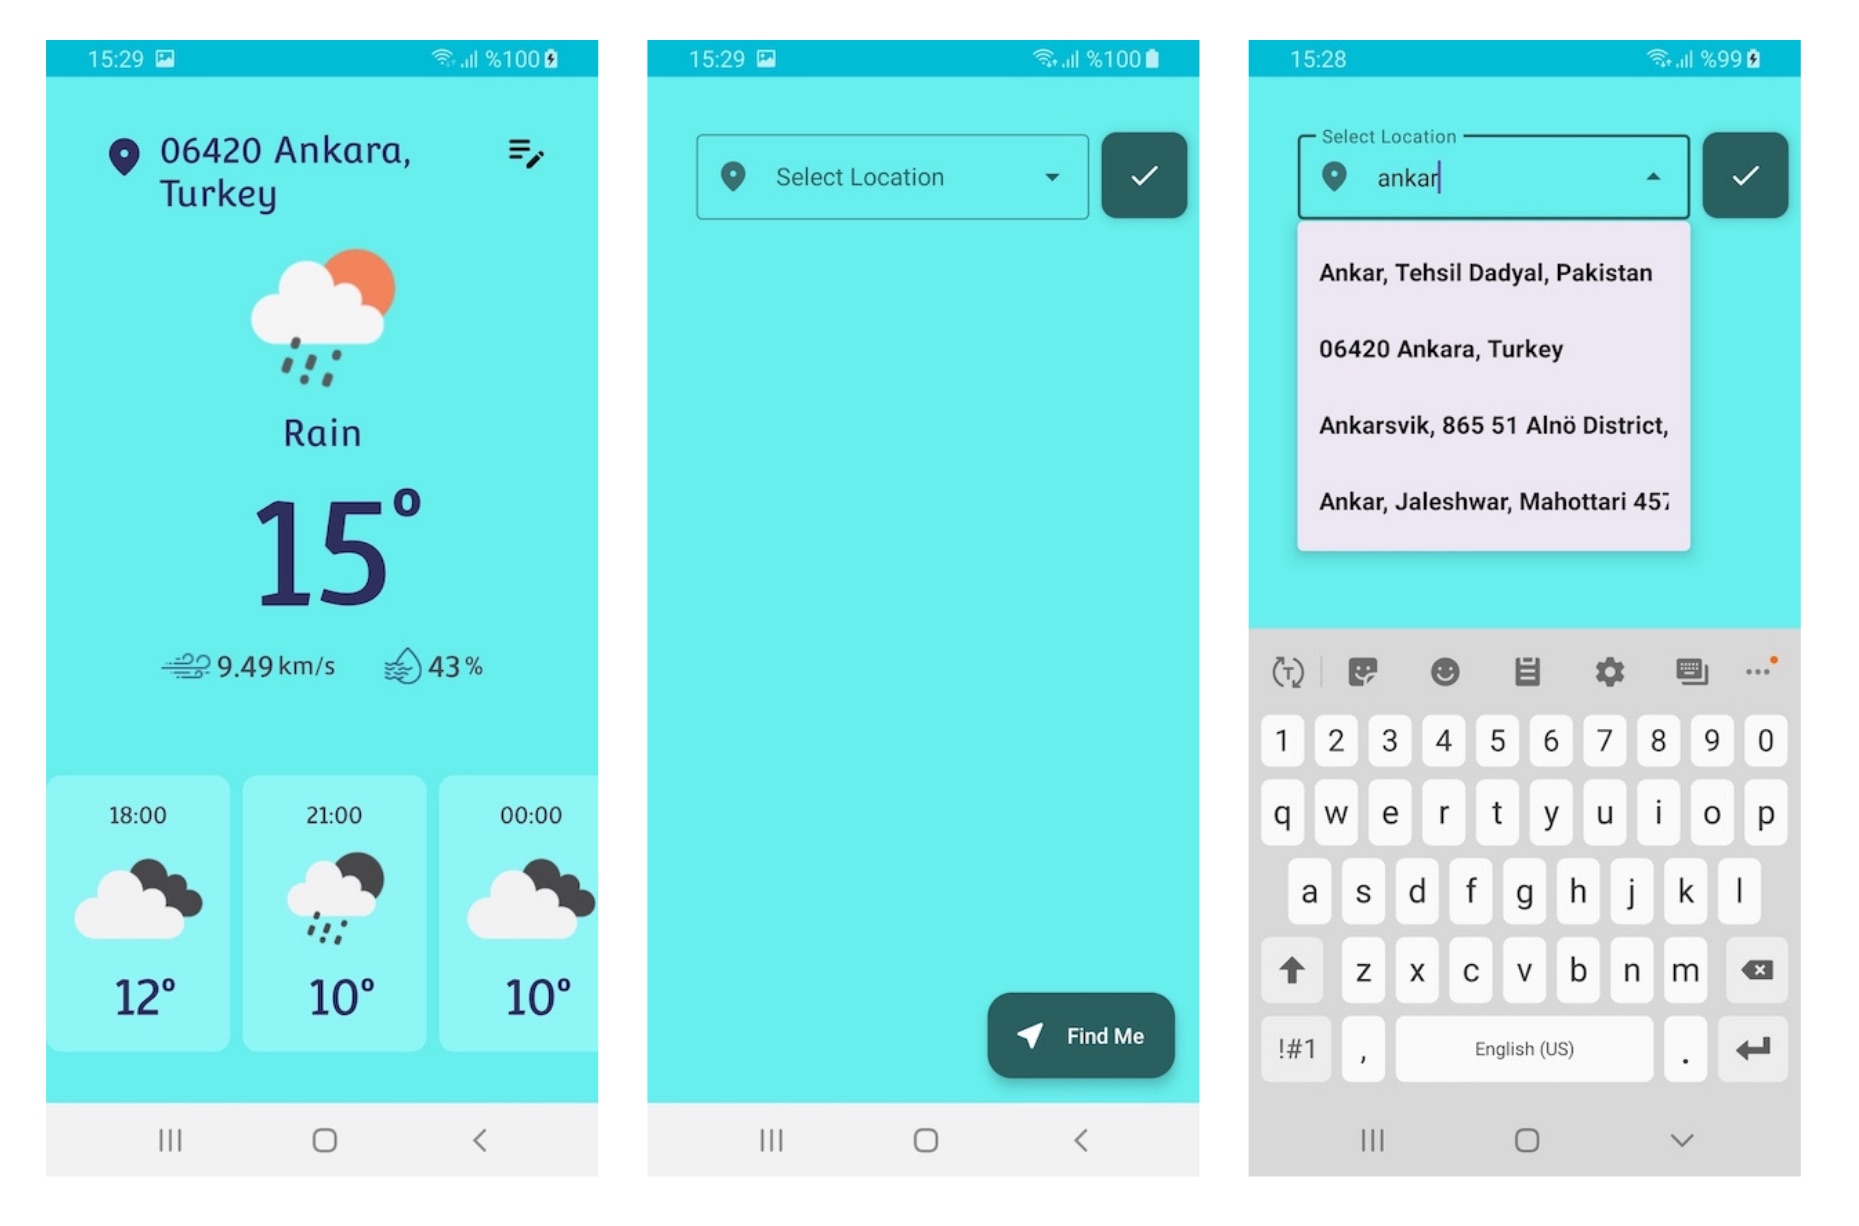 15:29
%100
06420 Ankara,
Turkey
Rain
15°
9.49 km/s
43 %
18:00
21:00
00:00
12°
10°
10°
15:29
%100
Select Location
Find Me
15:28
%99
Select Location
ankar
Ankar, Tehsil Dadyal, Pakistan
06420 Ankara, Turkey
Ankarsvik, 865 51 Alnö District,
Ankar, Jaleshwar, Mahottari 457
1 2 3 4 5 6 7 8 9 0
q w e r t y u i o p
a s d f g h j k l
z x c v b n m
!#1 , English (US) .